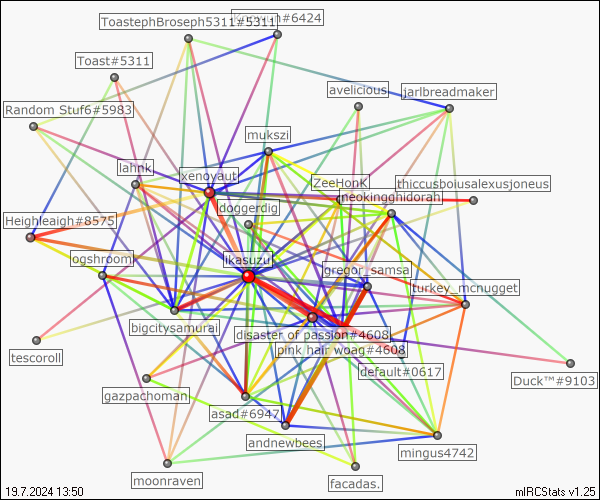 ToastephBroseph5311#5311
#6424
Toast#5311
avelicious
jarlbreadmaker
Random Stuf6#5983
mukszi
lahnk
xenoyaut
ZeeHonK
thiccusboiusalexusjoneus
neokingghidorah
doggerdig
Heighleaigh#8575
ogshroom
likasuzu
gregor_samsa
turkey_mcnugget
bigcitysamurai
disaster of passion#4608
pink hair woag#4608
tescoroll
default#0617
Duck™#9103
gazpachoman
asad#6947
andnewbees
mingus4742
moonraven
facadas.
19.7.2024 13:50
mIRCStats v1.25